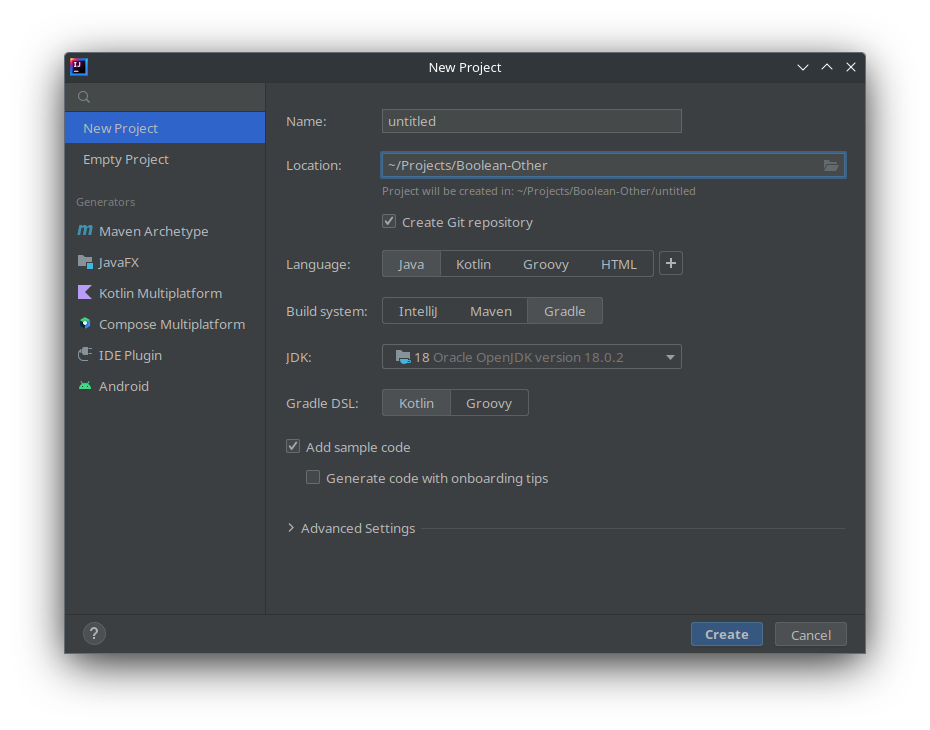 New Project
New Project
Empty Project
Generators
Maven Archetype
JavaFX
Kotlin Multiplatform
Compose Multiplatform
IDE Plugin
Android
Name: untitled
Location: ~/Projects/Boolean-Other
Project will be created in: ~/Projects/Boolean-Other/untitled
Create Git repository
Language: Java Kotlin Groovy HTML +
Build system: IntelliJ Maven Gradle
JDK: 18 Oracle OpenJDK version 18.0.2
Gradle DSL: Kotlin Groovy
Add sample code
Generate code with onboarding tips
Advanced Settings
? Create Cancel